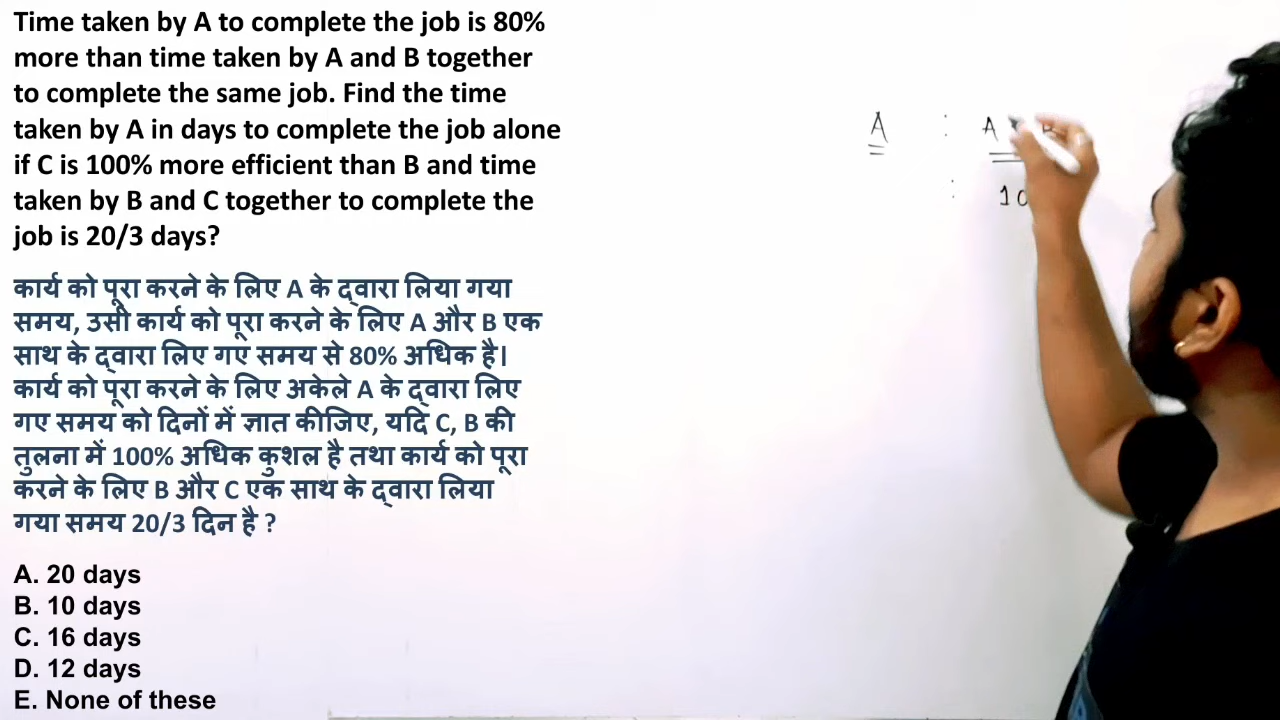 Time taken by A to complete the job is 80%
more than time taken by A and B together
to complete the same job. Find the time
taken by A in days to complete the job alone
if C is 100% more efficient than B and time
taken by B and C together to complete the
job is 20/3 days?
कार्य को पूरा करने के लिए A के द्वारा लिया गया
समय, उसी कार्य को पूरा करने के लिए A और B एक
साथ के द्वारा लिए गए समय से 80% अधिक है।
कार्य को पूरा करने के लिए अकेले A के द्वारा लिए
गए समय को दिनों में ज्ञात कीजिए, यदि C, B की
तुलना में 100% अधिक कुशल है तथा कार्य को पूरा
करने के लिए B और C एक साथ के द्वारा लिया
गया समय 20/3 दिन है ?
A. 20 days
B. 10 days
C. 16 days
D. 12 days
E. None of these
A : A
: 10